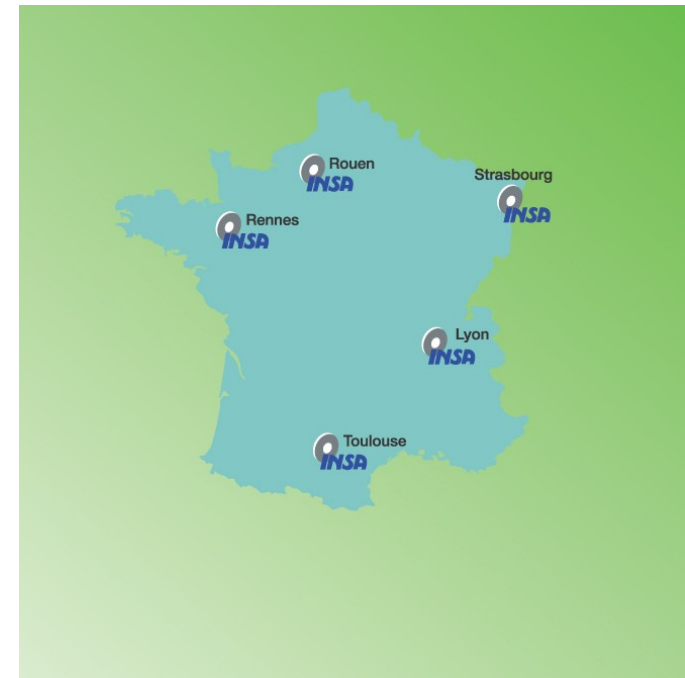 Rouen
INSA
Strasbourg
INSA
Rennes
INSA
Lyon
INSA
Toulouse
INSA